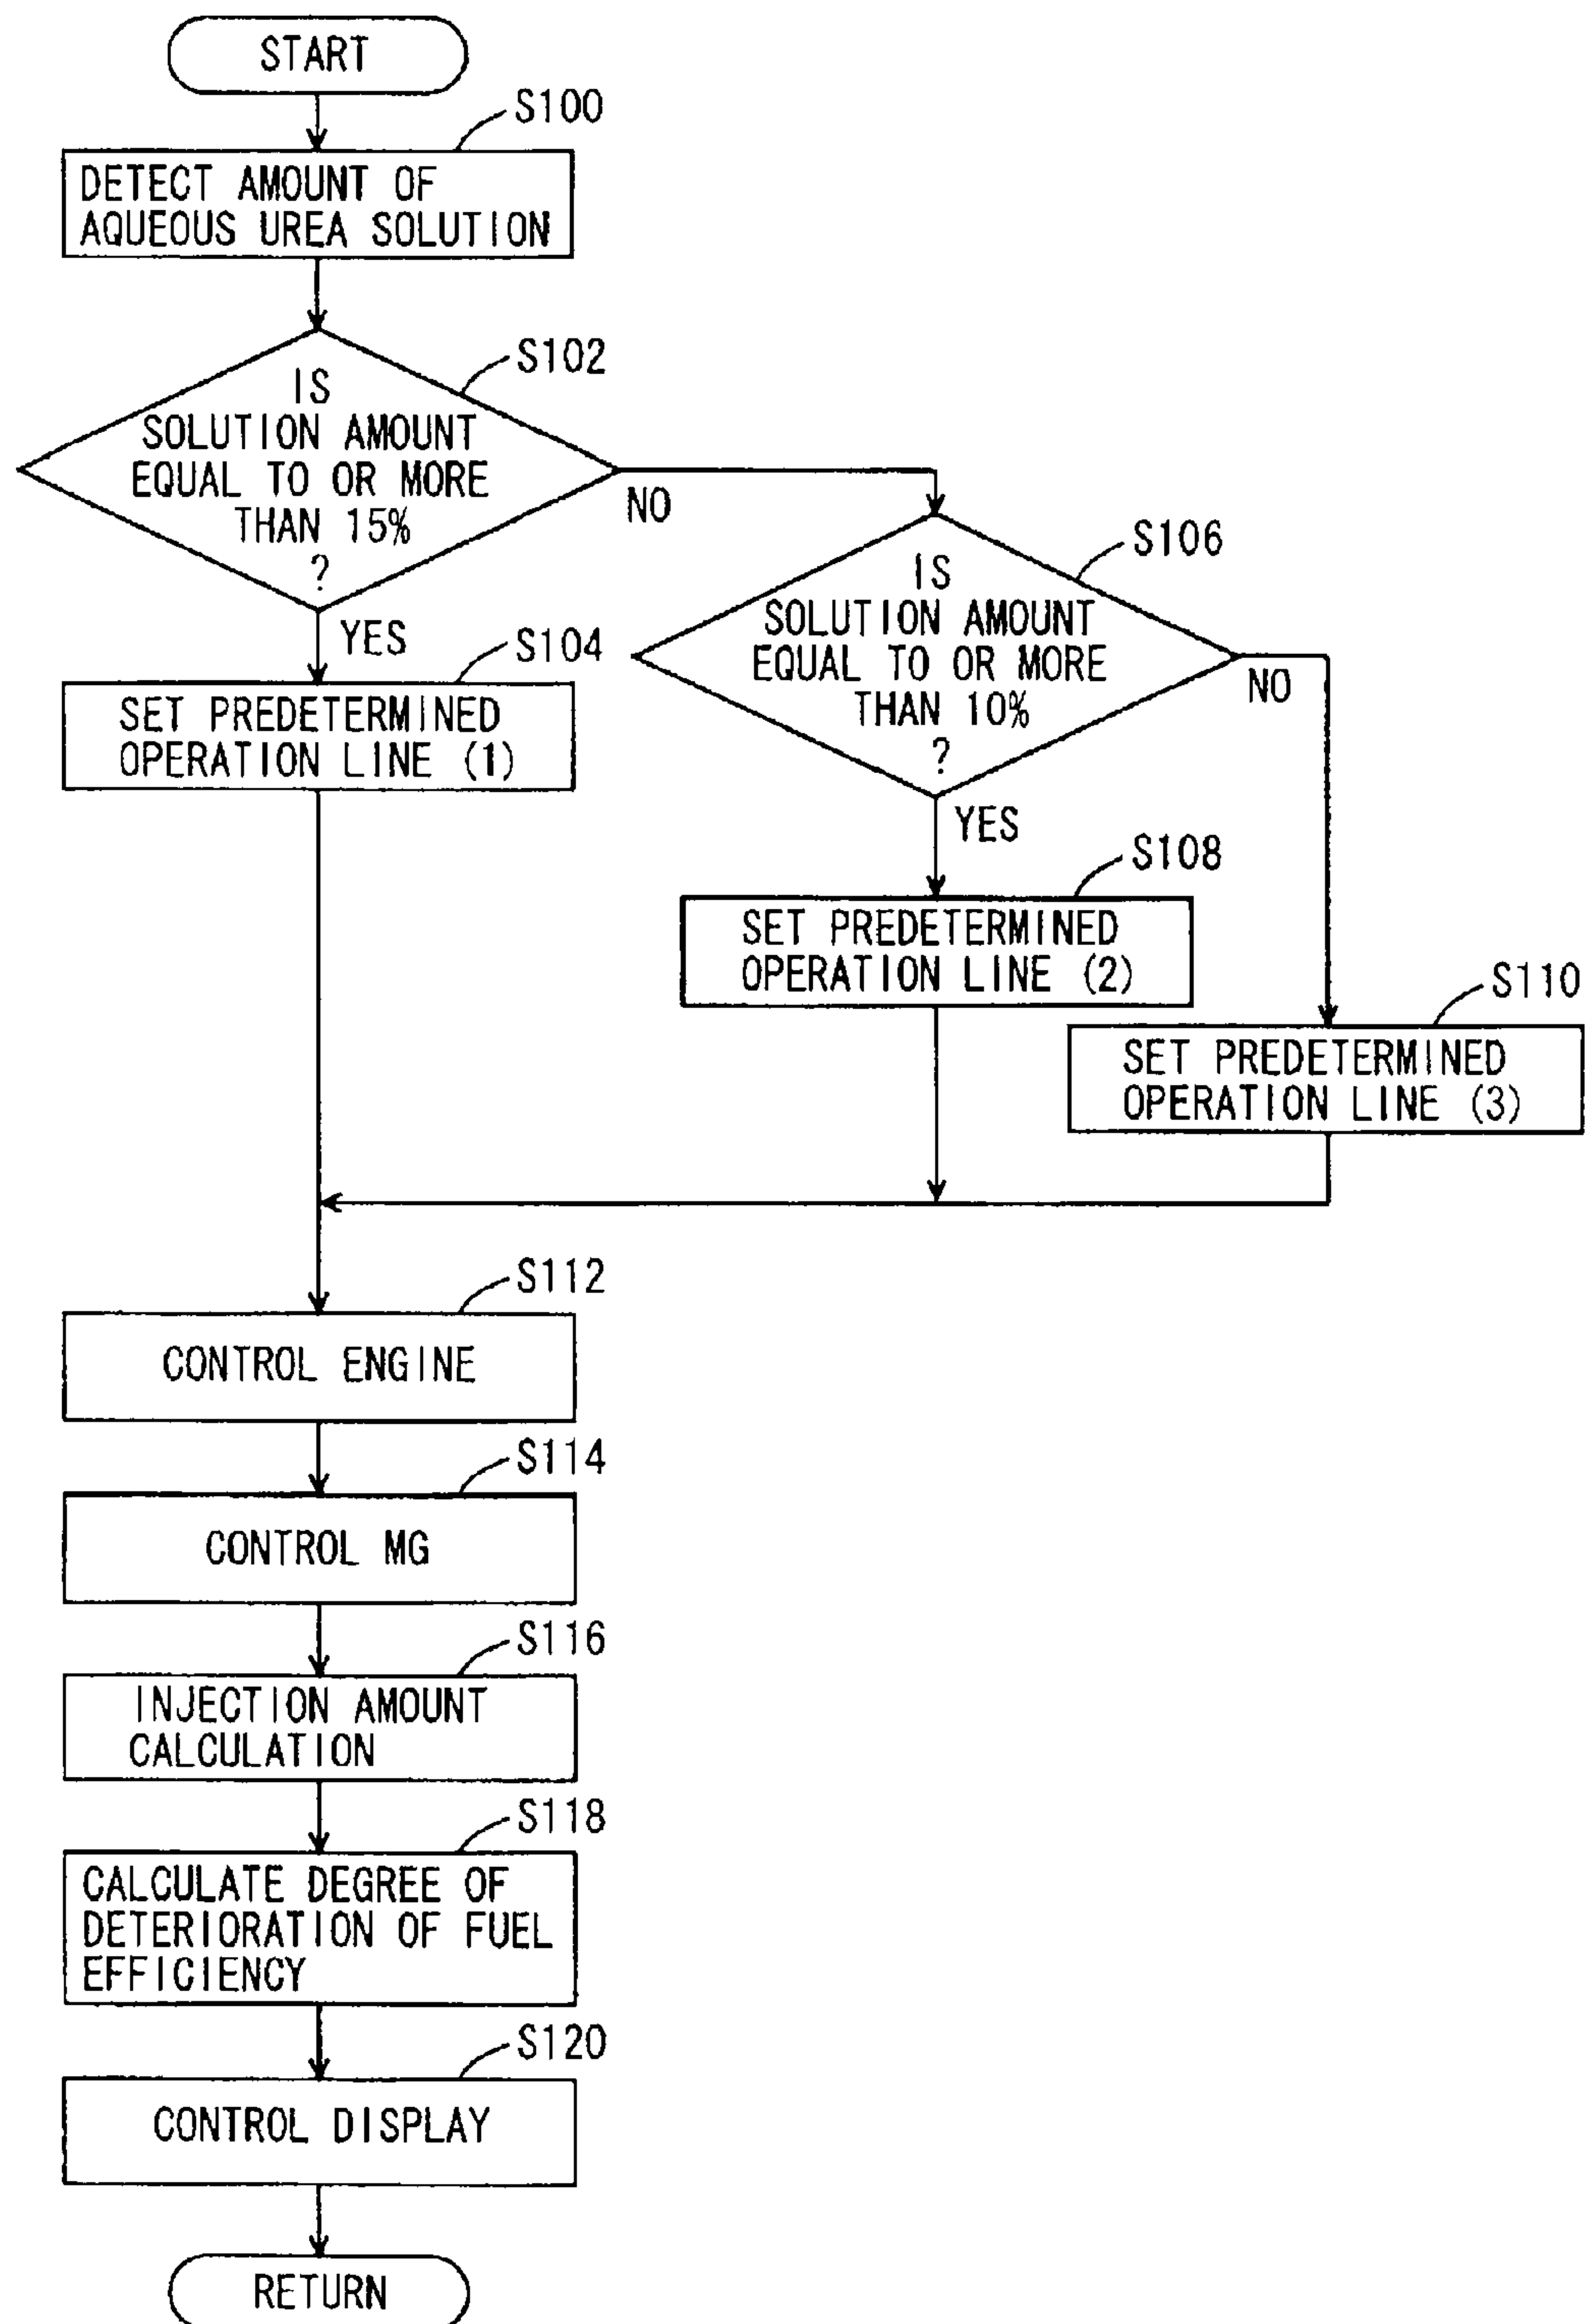 START
S100
DETECT AMOUNT OF
AQUEOUS UREA SOLUTION
S102
IS
SOLUTION AMOUNT
EQUAL TO OR MORE
THAN 15%
?
NO
YES
S104
SET PREDETERMINED
OPERATION LINE (1)
S106
IS
SOLUTION AMOUNT
EQUAL TO OR MORE
THAN 10%
?
NO
YES
S108
SET PREDETERMINED
OPERATION LINE (2)
S110
SET PREDETERMINED
OPERATION LINE (3)
S112
CONTROL ENGINE
S114
CONTROL MG
S116
INJECTION AMOUNT
CALCULATION
S118
CALCULATE DEGREE OF
DETERIORATION OF FUEL
EFFICIENCY
S120
CONTROL DISPLAY
RETURN